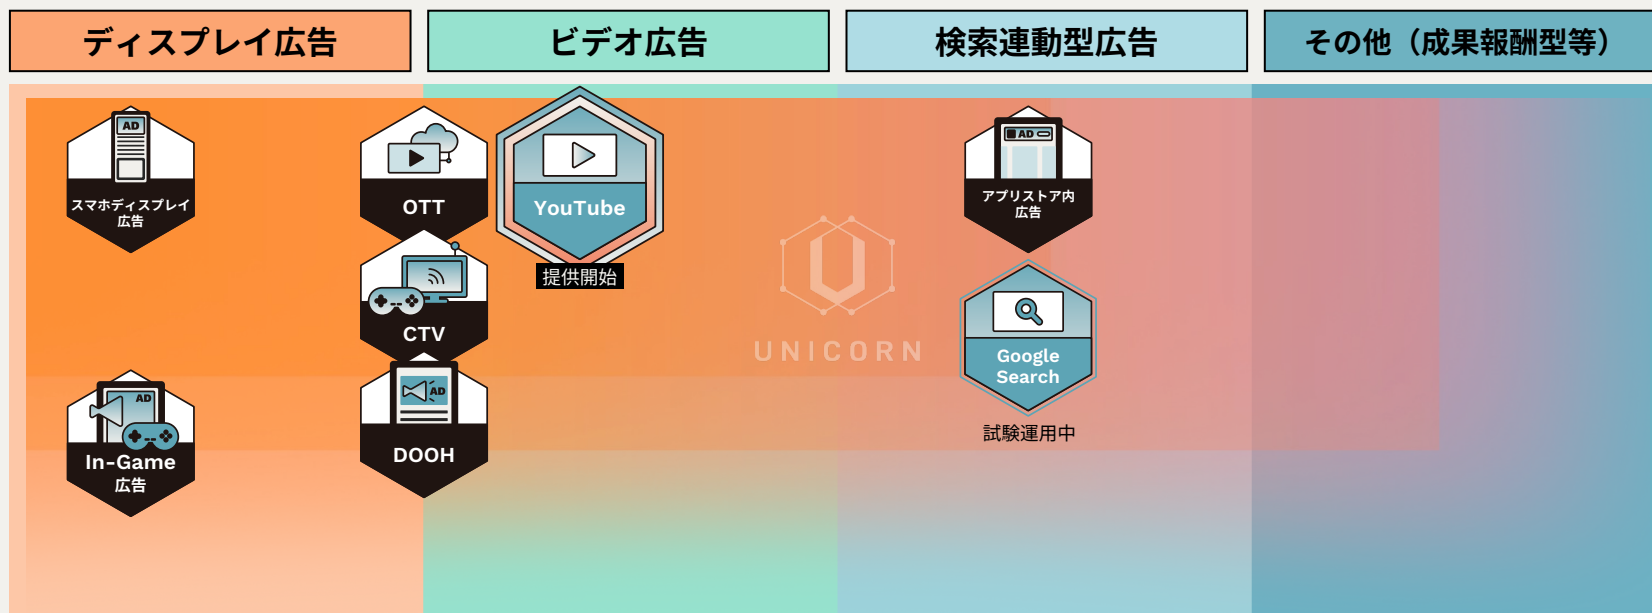 ディスプレイ広告
ビデオ広告
検索連動型広告
その他（成果報酬型等）
AD
スマホディスプレイ
広告
OTT
YouTube
提供開始
AD
アプリストア内
広告
CTV
UNICORN
Google
Search
試験運用中
AD
In-Game
広告
AD
DOOH